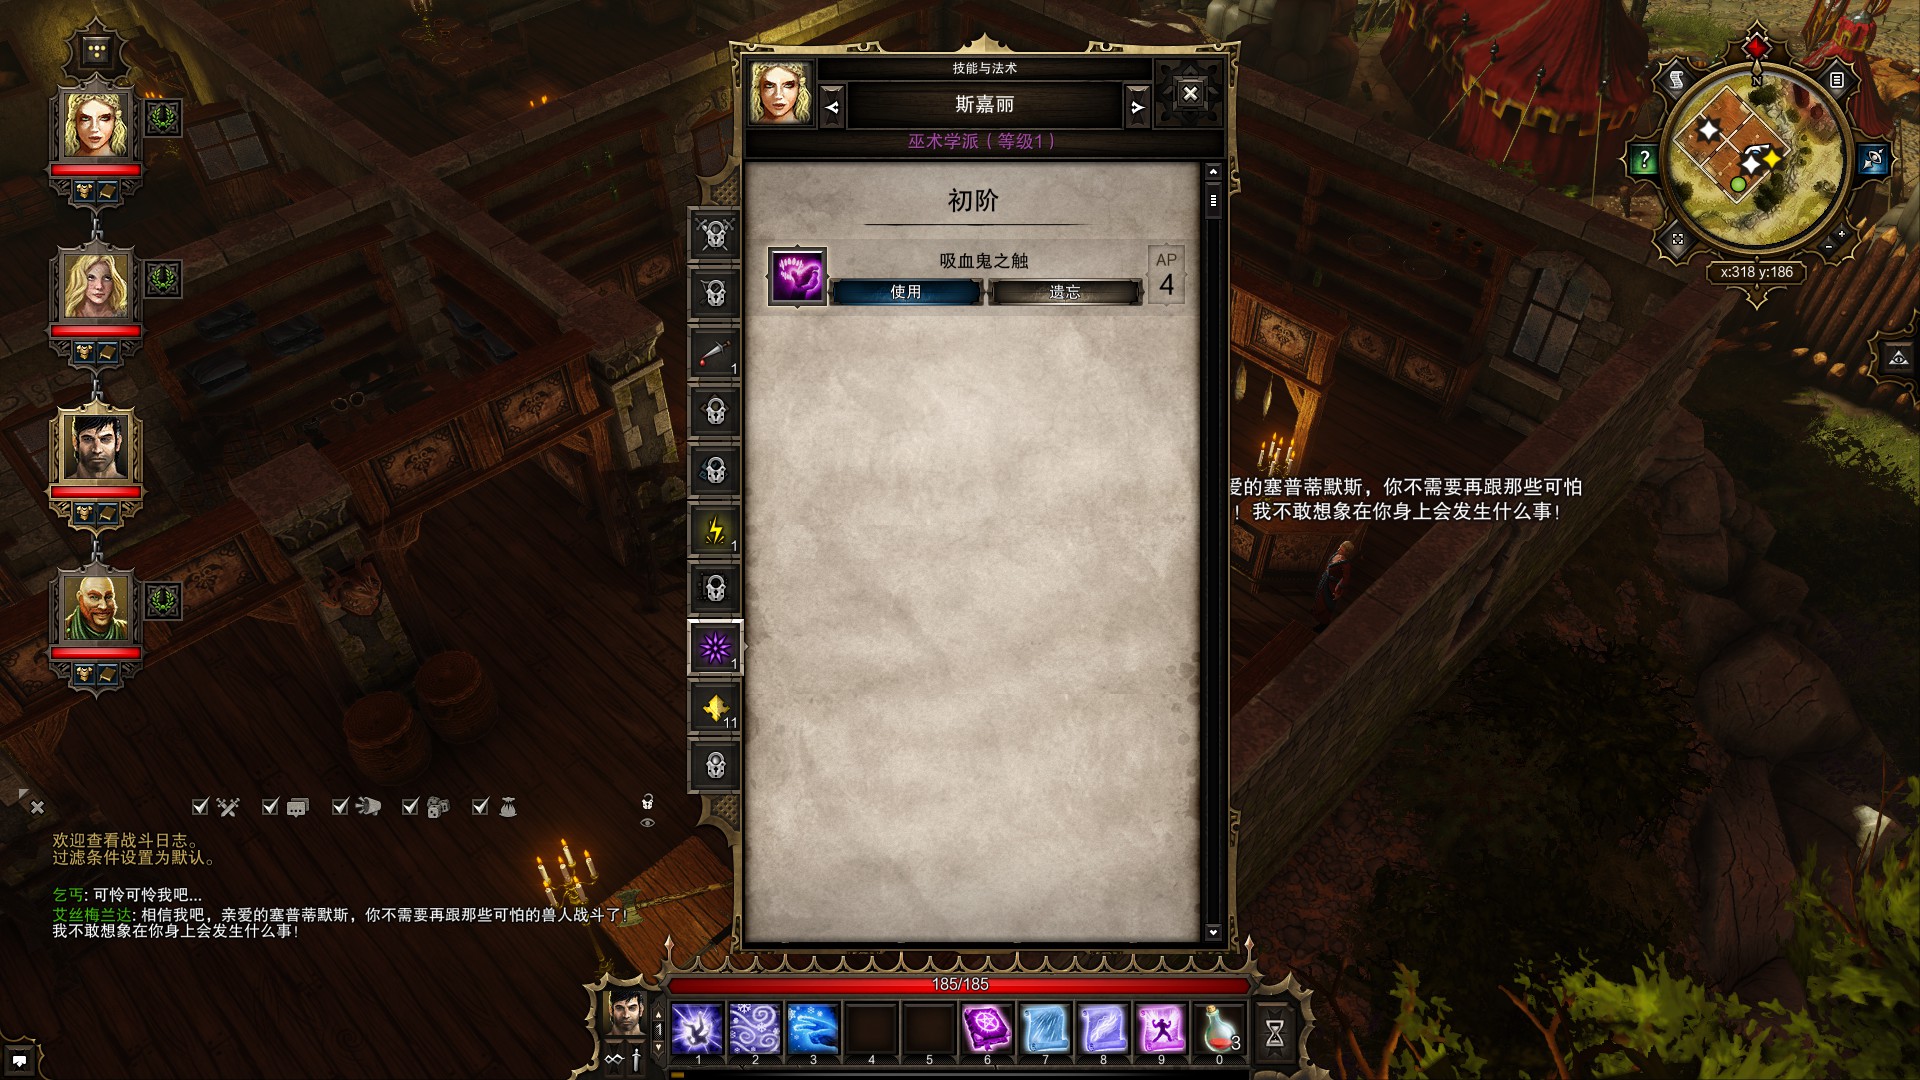 技能与法术
斯嘉丽
巫术学派（等级1）
初阶
吸血鬼之触
AP
4
使用
遗忘
1
1
1
11
N
x:318 y:186
爱的塞普蒂默斯，你不需要再跟那些可怕
！我不敢想象在你身上会发生什么事！
欢迎查看战斗日志。
过滤条件设置为默认。
乞丐: 可怜可怜我吧...
艾丝梅兰达: 相信我吧，亲爱的塞普蒂默斯，你不需要再跟那些可怕的兽人战斗了！
我不敢想象在你身上会发生什么事！
185/185
1
3
1 2 3 4 5 6 7 8 9 0